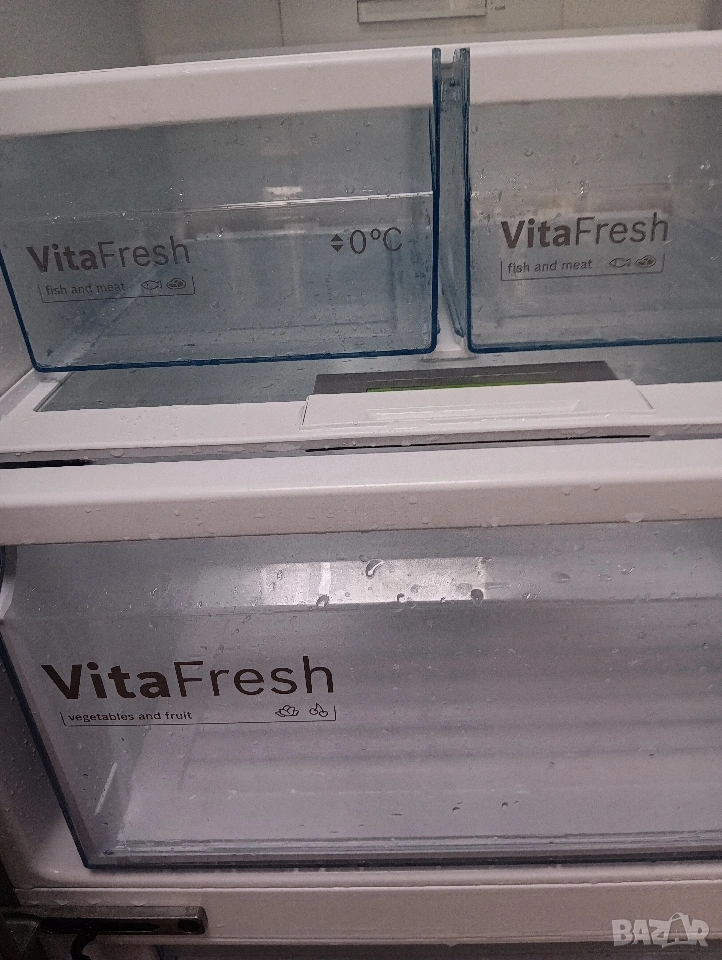 VitaFresh
fish and meat
0°C
VitaFresh
fish and meat
VitaFresh
vegetables and fruit
BAZAR